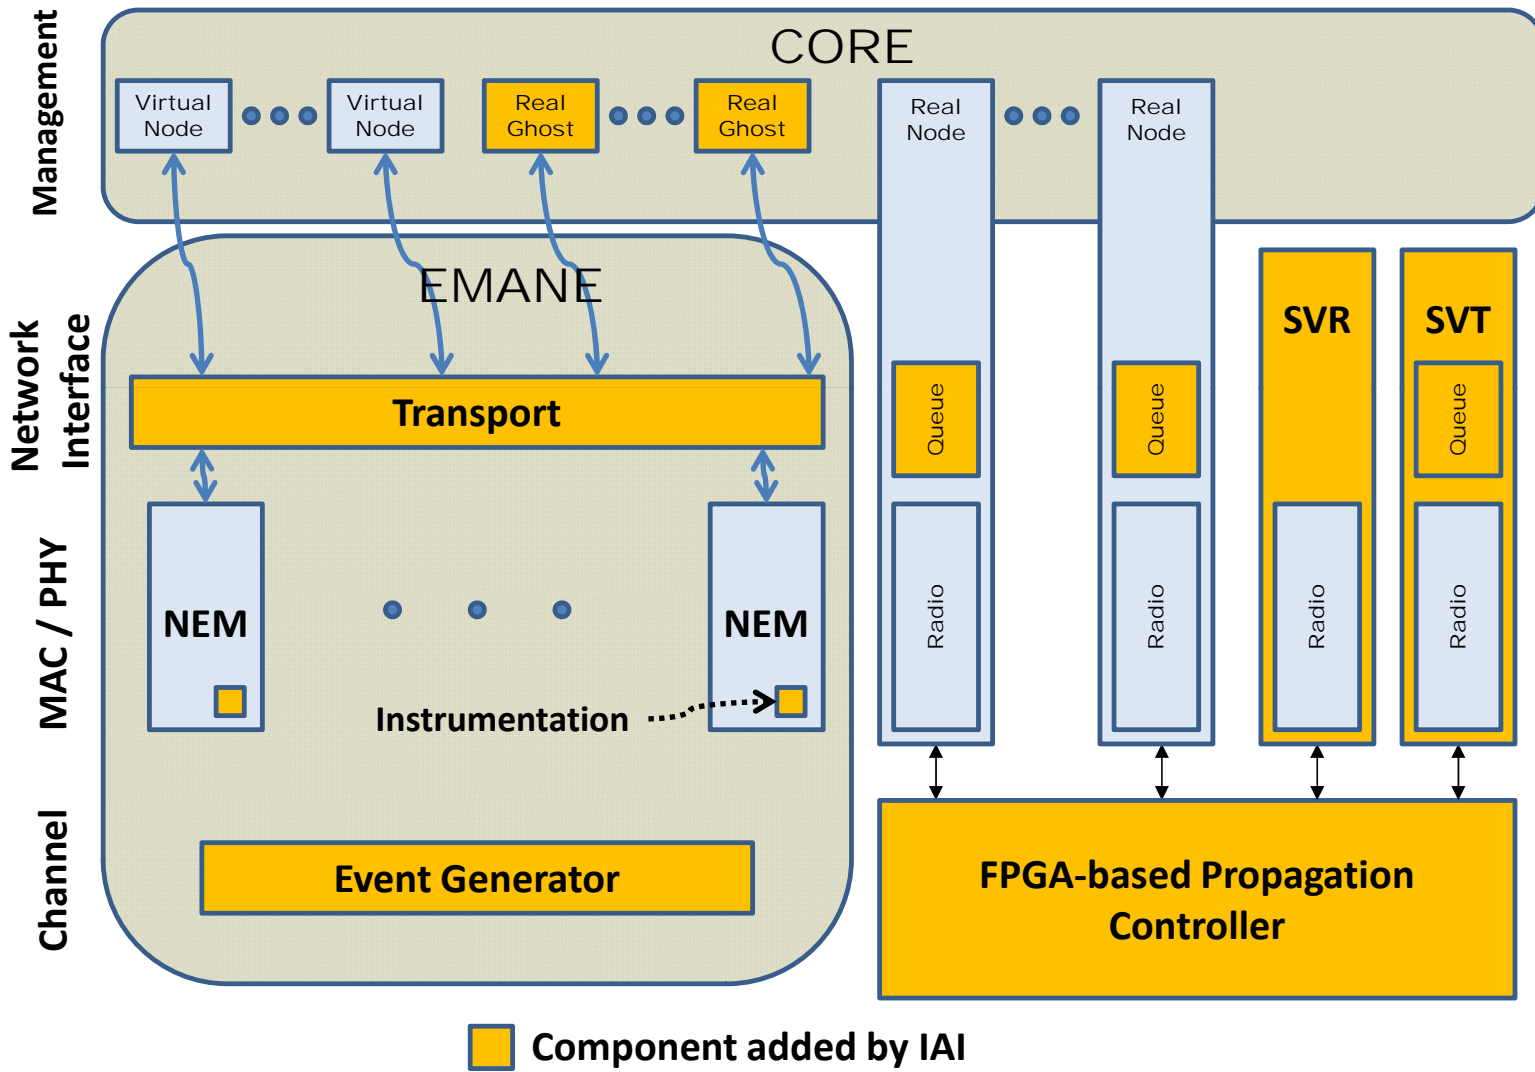 Management
Network
Interface
MAC / PHY
Channel
CORE
Virtual
Node
Virtual
Node
Real
Ghost
Real
Ghost
Real
Node
Real
Node
EMANE
Transport
NEM
NEM
Instrumentation
Event Generator
Queue
Radio
Queue
Radio
SVR
Radio
SVT
Queue
Radio
FPGA-based Propagation
Controller
Component added by IAI